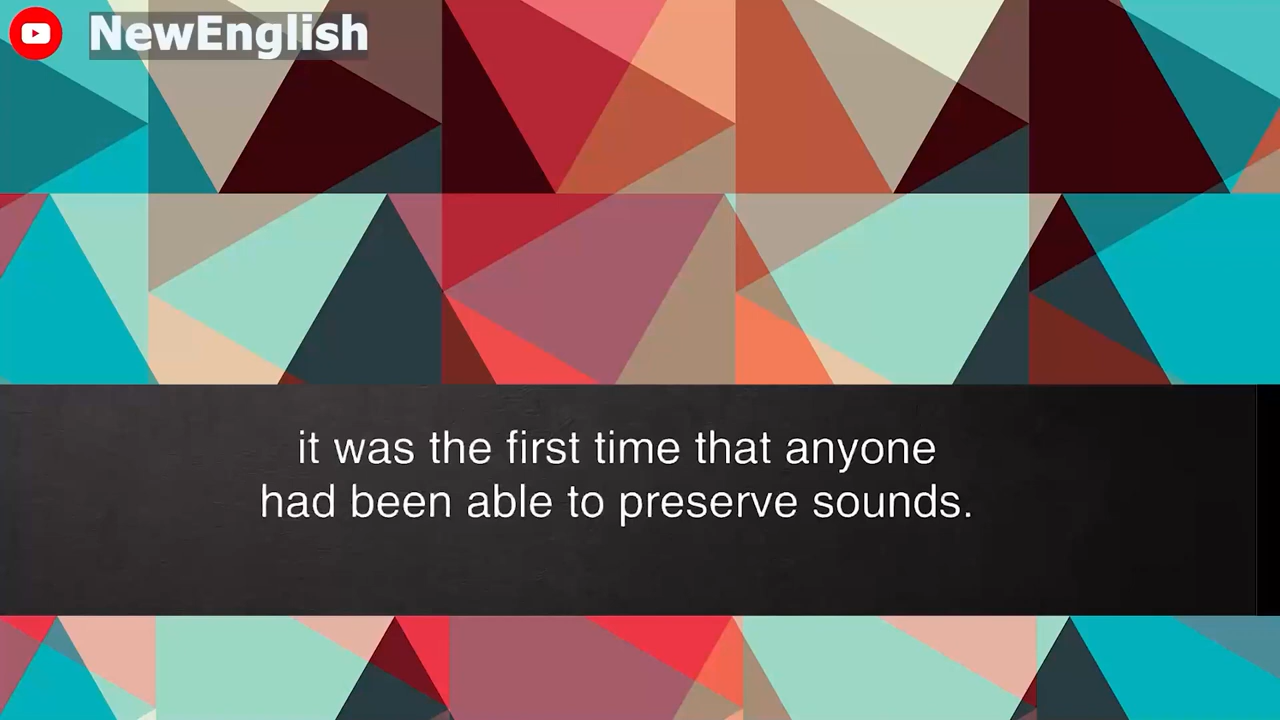 NewEnglish
it was the first time that anyone
had been able to preserve sounds.